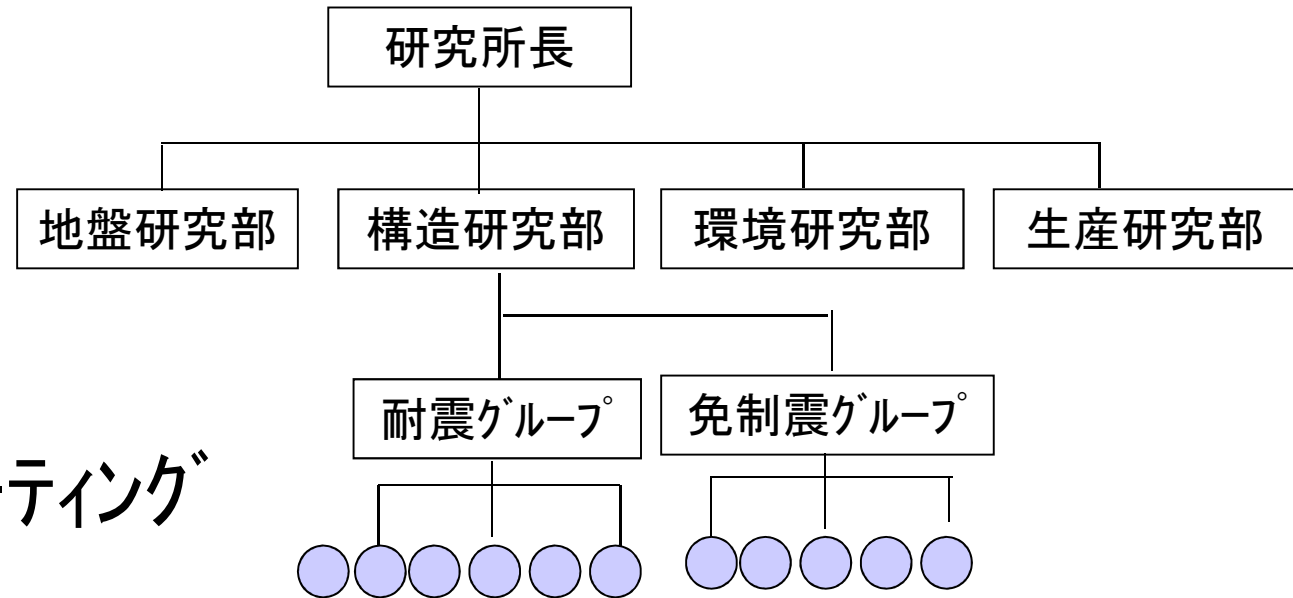 研究所長
地盤研究部
構造研究部
環境研究部
生産研究部
耐震ｸﾞﾙｰﾌﾟ
免制震ｸﾞﾙｰﾌﾟ
ーティング